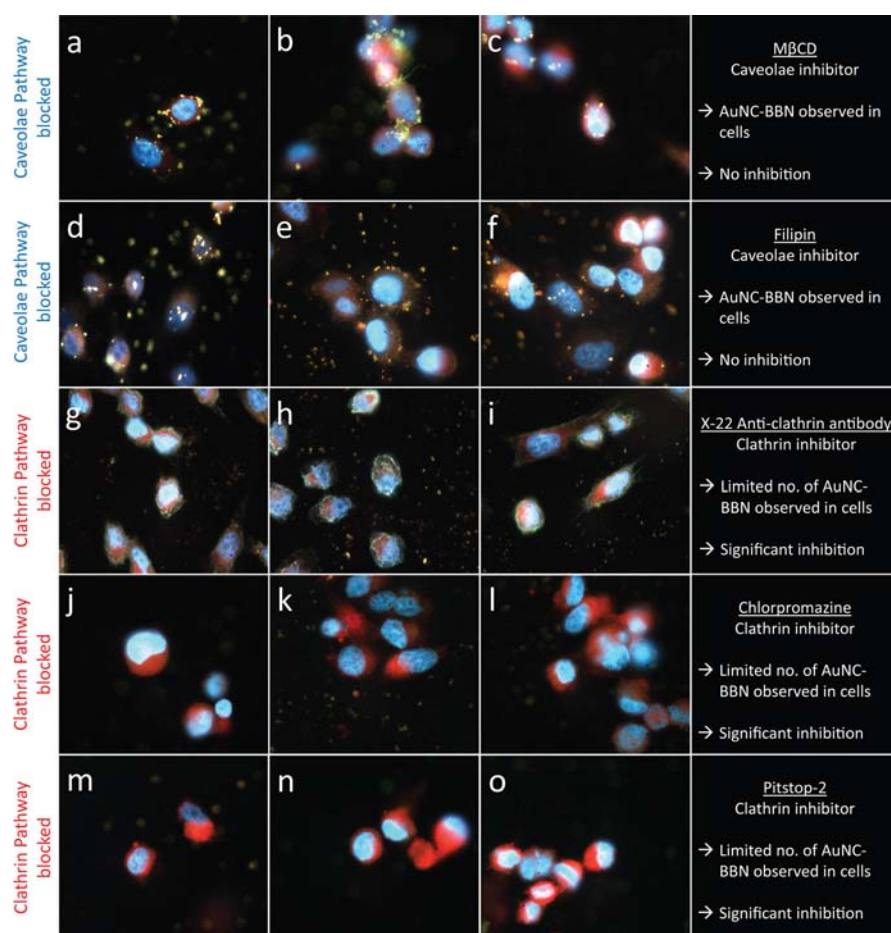 Caveolae Pathway
blocked
a
b
c
MβCD
Caveolae inhibitor
→ AuNC-BBN observed in
cells
→ No inhibition
Caveolae Pathway
blocked
d
e
f
Filipin
Caveolae inhibitor
→ AuNC-BBN observed in
cells
→ No inhibition
Clathrin Pathway
blocked
g
h
i
X-22 Anti-clathrin antibody
Clathrin inhibitor
→ Limited no. of AuNC-
BBN observed in cells
→ Significant inhibition
Clathrin Pathway
blocked
j
k
l
Chlorpromazine
Clathrin inhibitor
→ Limited no. of AuNC-
BBN observed in cells
→ Significant inhibition
Clathrin Pathway
blocked
m
n
o
Pitstop-2
Clathrin inhibitor
→ Limited no. of AuNC-
BBN observed in cells
→ Significant inhibition